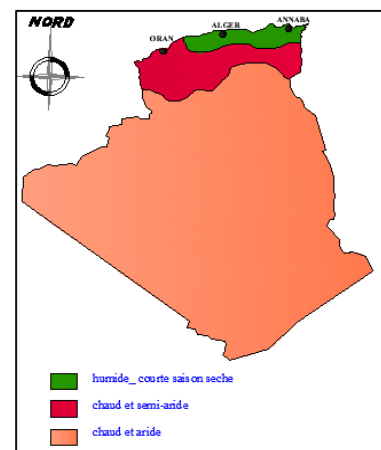 NORD
ANNABA
ALGER
ORAN
humide_ courte saison seche
chaud et semi-aride
chaud et aride